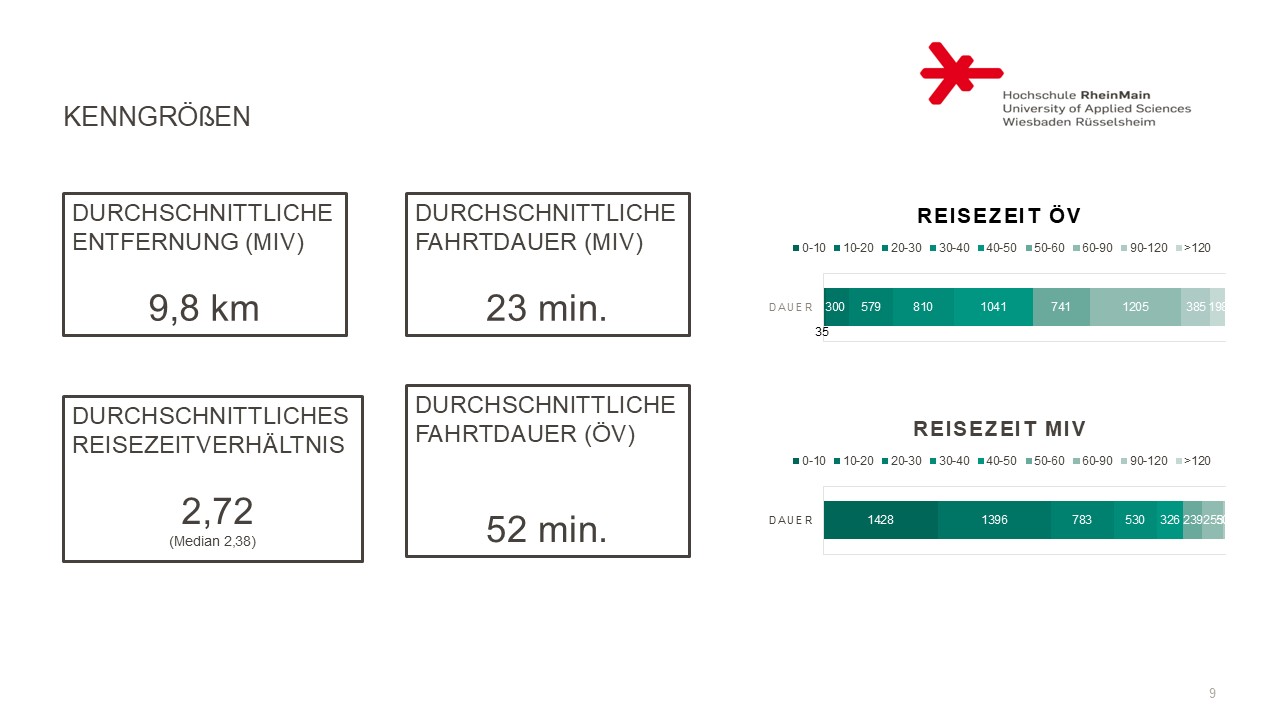 Hochschule RheinMain
University of Applied Sciences
Wiesbaden Rüsselsheim
KENNGRÖßEN
DURCHSCHNITTLICHE
ENTFERNUNG (MIV)
9,8 km
DURCHSCHNITTLICHE
FAHRTDAUER (MIV)
23 min.
DURCHSCHNITTLICHES
REISEZEITVERHÄLTNIS
2,72
(Median 2,38)
DURCHSCHNITTLICHE
FAHRTDAUER (ÖV)
52 min.
REISEZEIT ÖV
0-10 10-20 20-30 30-40 40-50 50-60 60-90 90-120 >120
DAUER 300 579 810 1041 741 1205 385 198
35
REISEZEIT MIV
0-10 10-20 20-30 30-40 40-50 50-60 60-90 90-120 >120
DAUER 1428 1396 783 530 326 239
9